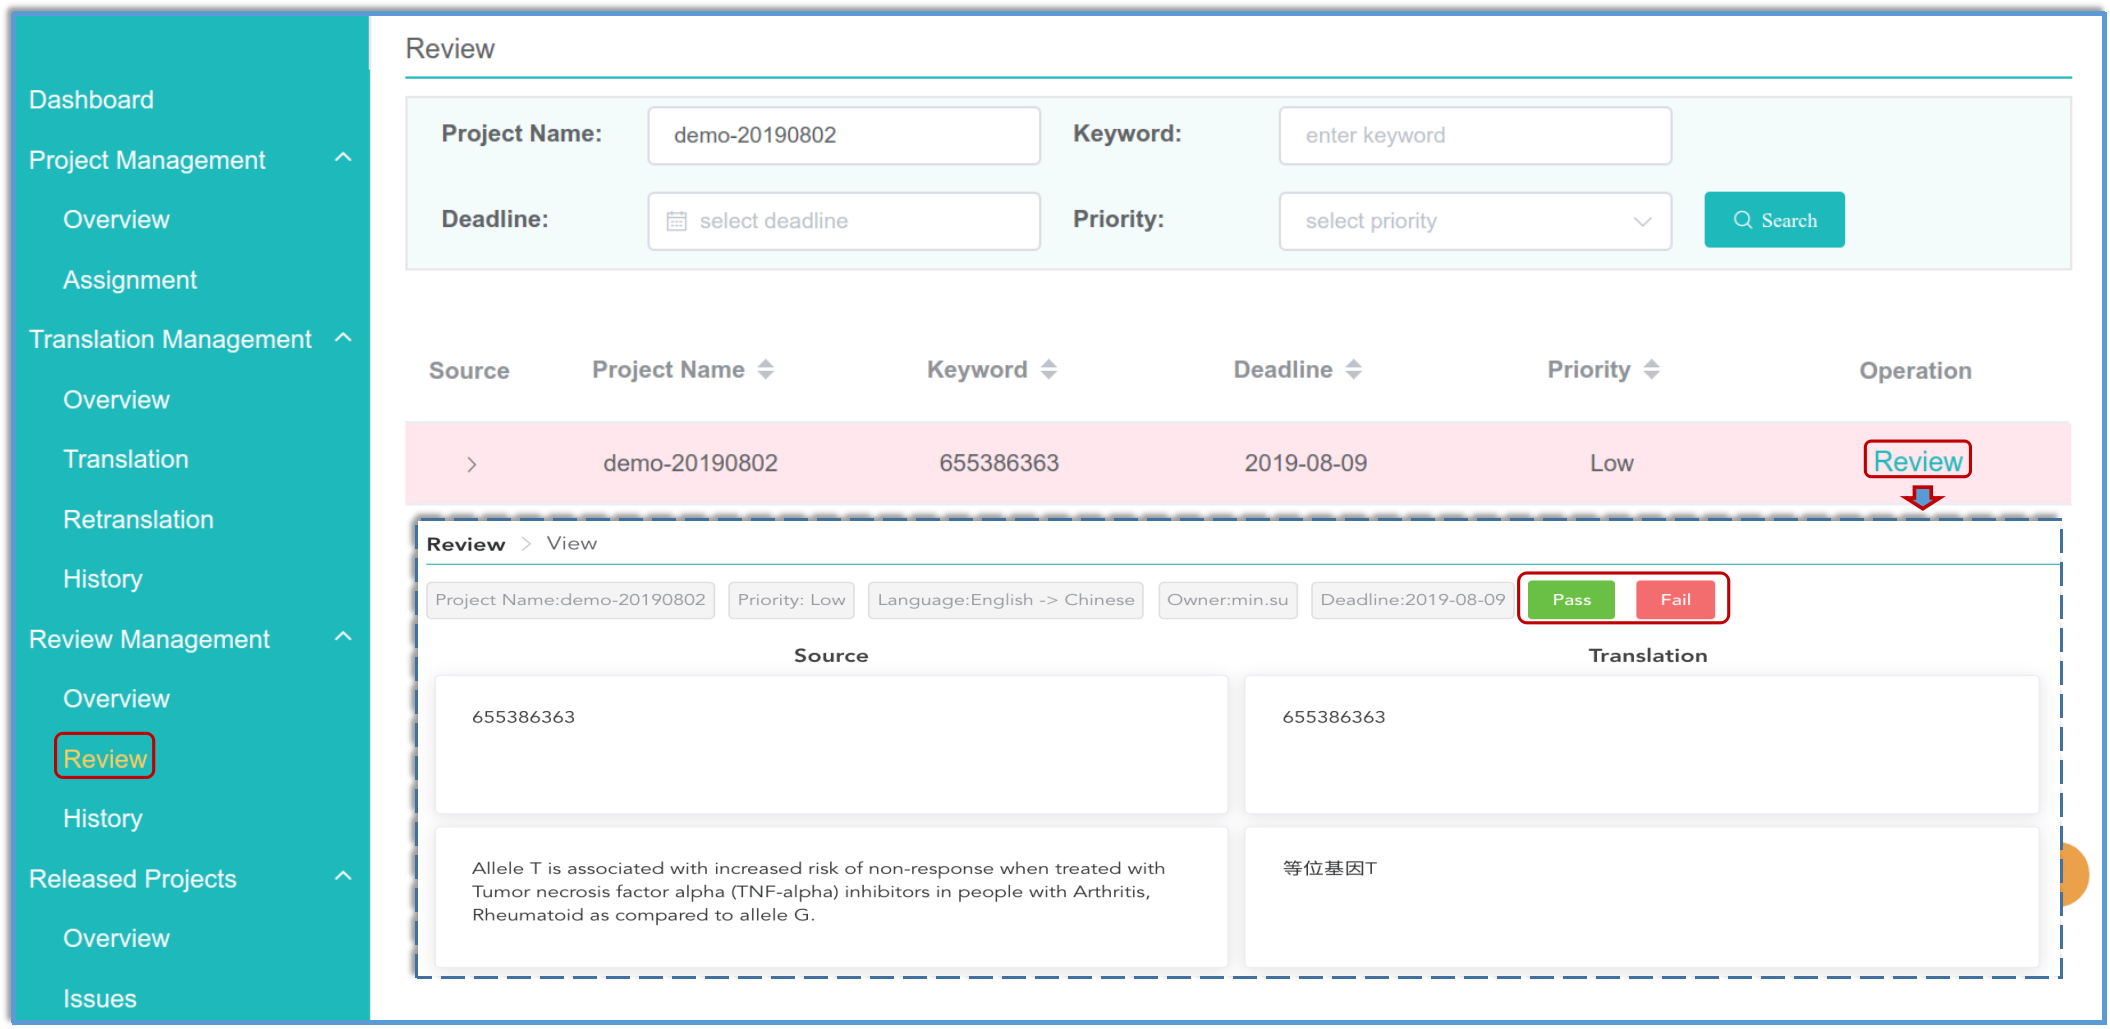 Dashboard
Project Management
Overview
Assignment
Translation Management
Overview
Translation
Retranslation
History
Review Management
Overview
Review
History
Released Projects
Overview
Issues
Review
Project Name: demo-20190802 Keyword: enter keyword
Deadline: select deadline Priority: select priority Search
Source Project Name Keyword Deadline Priority Operation
demo-20190802 655386363 2019-08-09 Low Review
Review > View
Project Name:demo-20190802 Priority: Low Language:English -> Chinese Owner:min.su Deadline:2019-08-09 Pass Fail
Source Translation
655386363 655386363
Allele T is associated with increased risk of non-response when treated with
Tumor necrosis factor alpha (TNF-alpha) inhibitors in people with Arthritis,
Rheumatoid as compared to allele G.
等位基因T